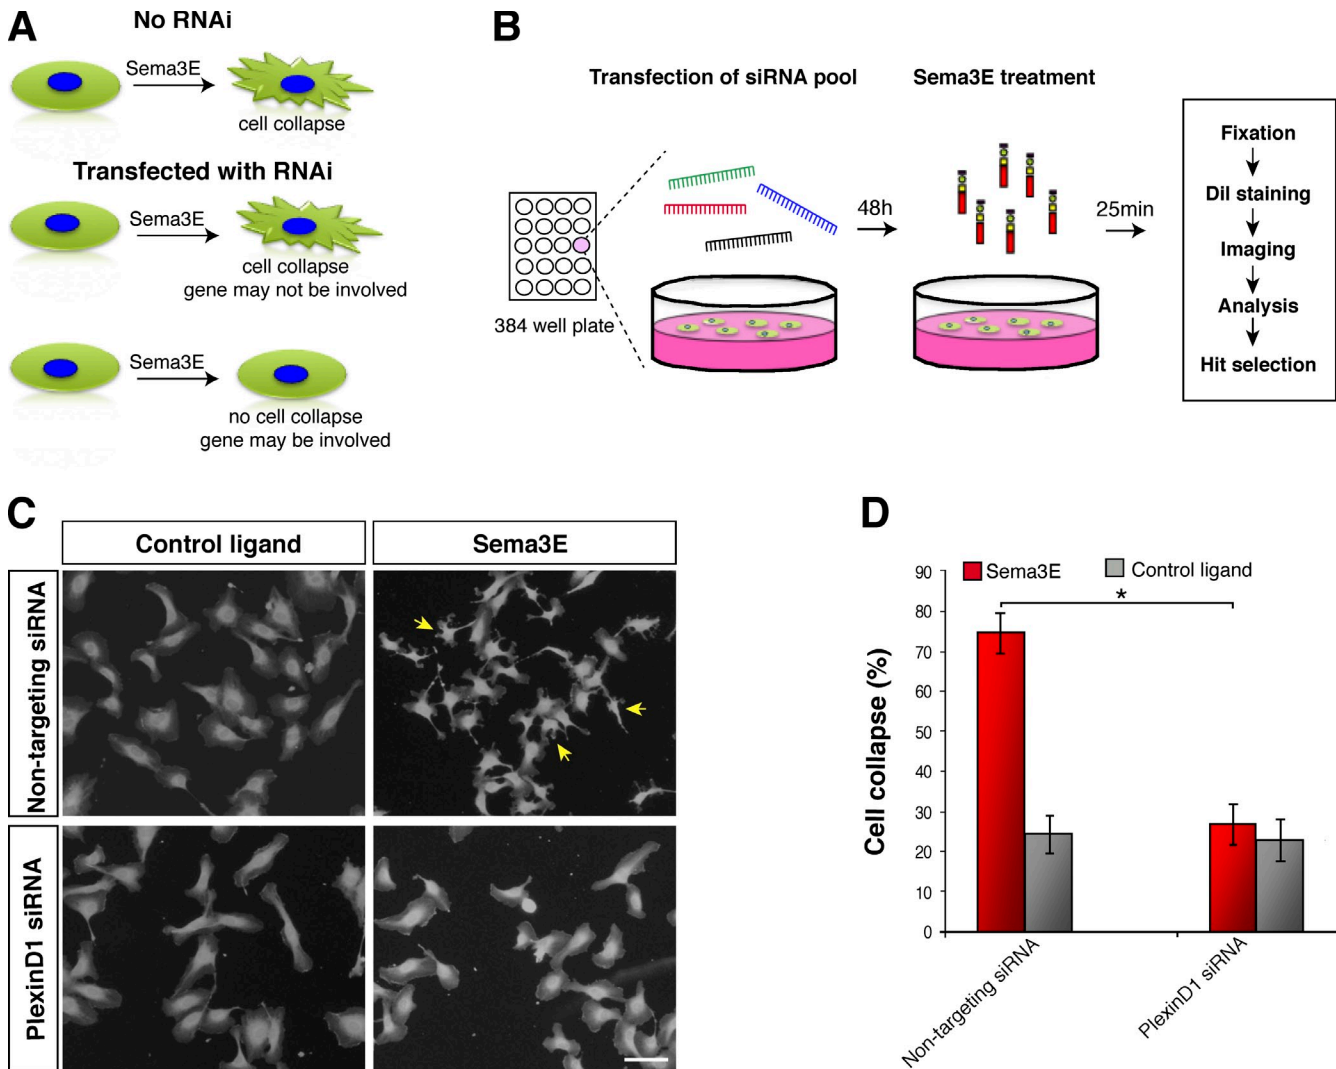 A
No RNAi
Sema3E
cell collapse
Transfected with RNAi
Sema3E
cell collapse
gene may not be involved
Sema3E
no cell collapse
gene may be involved
B
Transfection of siRNA pool
Sema3E treatment
384 well plate
48h
25min
Fixation
Dil staining
Imaging
Analysis
Hit selection
C
Control ligand
Sema3E
Non-targeting siRNA
PlexinD1 siRNA
D
Sema3E
Control ligand
*
Cell collapse (%)
90
80
70
60
50
40
30
20
10
0
Non-targeting siRNA
PlexinD1 siRNA